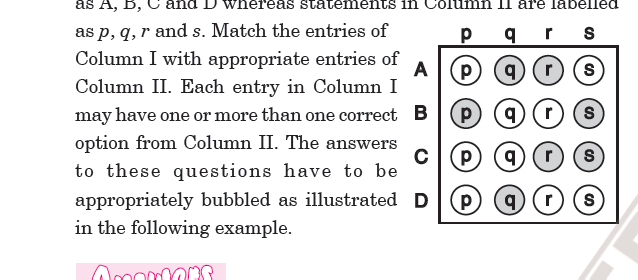 as A, B, C and D whereas statements in Column II are labelled
as p, q, r and s. Match the entries of
Column I with appropriate entries of
Column II. Each entry in Column I
may have one or more than one correct
option from Column II. The answers
to these questions have to be
appropriately bubbled as illustrated
in the following example.
p q r s
A p q r s
B p q r s
C p q r s
D p q r s
Answers